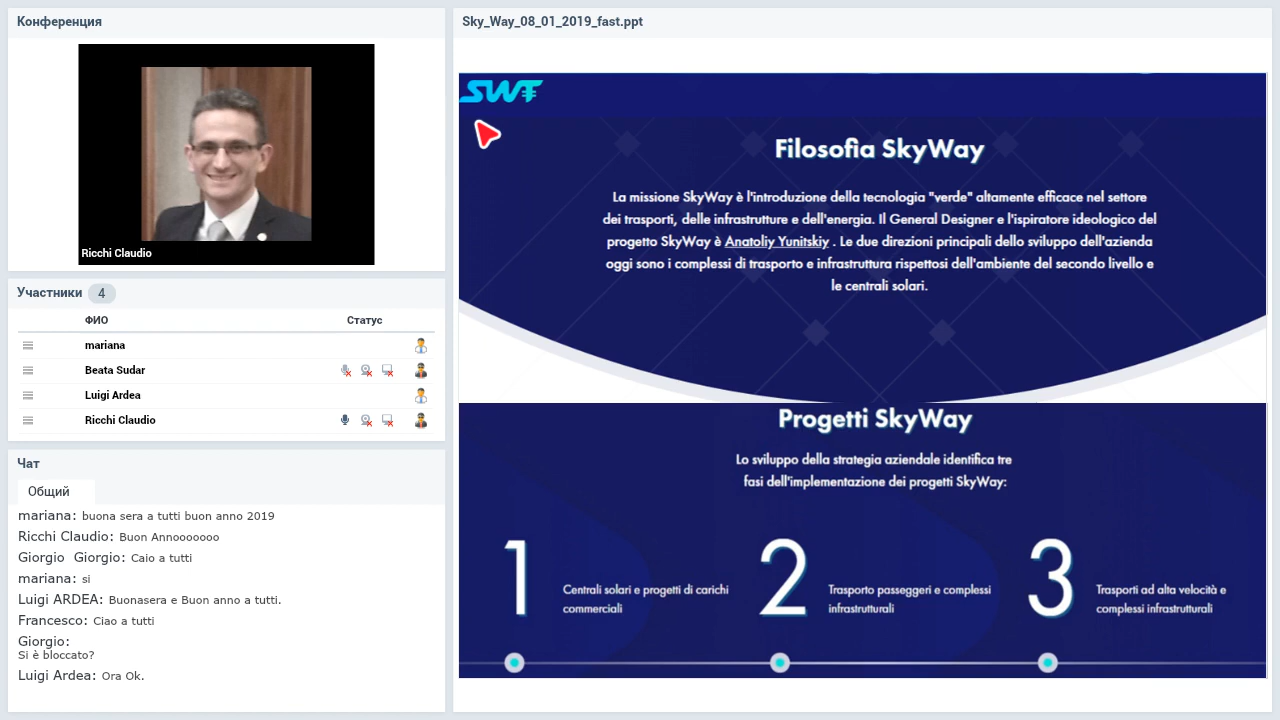 Конференция
Ricchi Claudio
Участники 4
ФИО Статус
mariana
Beata Sudar
Luigi Ardea
Ricchi Claudio
Чат
Общий
mariana: buona sera a tutti buon anno 2019
Ricchi Claudio: Buon Annooooooo
Giorgio Giorgio: Caio a tutti
mariana: si
Luigi ARDEA: Buonasera e Buon anno a tutti.
Francesco: Ciao a tutti
Giorgio:
Si è bloccato?
Luigi Ardea: Ora Ok.
Sky_Way_08_01_2019_fast.ppt
SWT
Filosofia SkyWay
La missione SkyWay è l'introduzione della tecnologia "verde" altamente efficace nel settore
dei trasporti, delle infrastrutture e dell'energia. Il General Designer e l'ispiratore ideologico del
progetto SkyWay è Anatoliy Yunitskiy . Le due direzioni principali dello sviluppo dell'azienda
oggi sono i complessi di trasporto e infrastruttura rispettosi dell'ambiente del secondo livello e
le centrali solari.
Progetti SkyWay
Lo sviluppo della strategia aziendale identifica tre
fasi dell'implementazione dei progetti SkyWay:
1
Centrali solari e progetti di carichi
commerciali
2
Trasporto passeggeri e complessi
infrastrutturali
3
Trasporti ad alta velocità e
complessi infrastrutturali